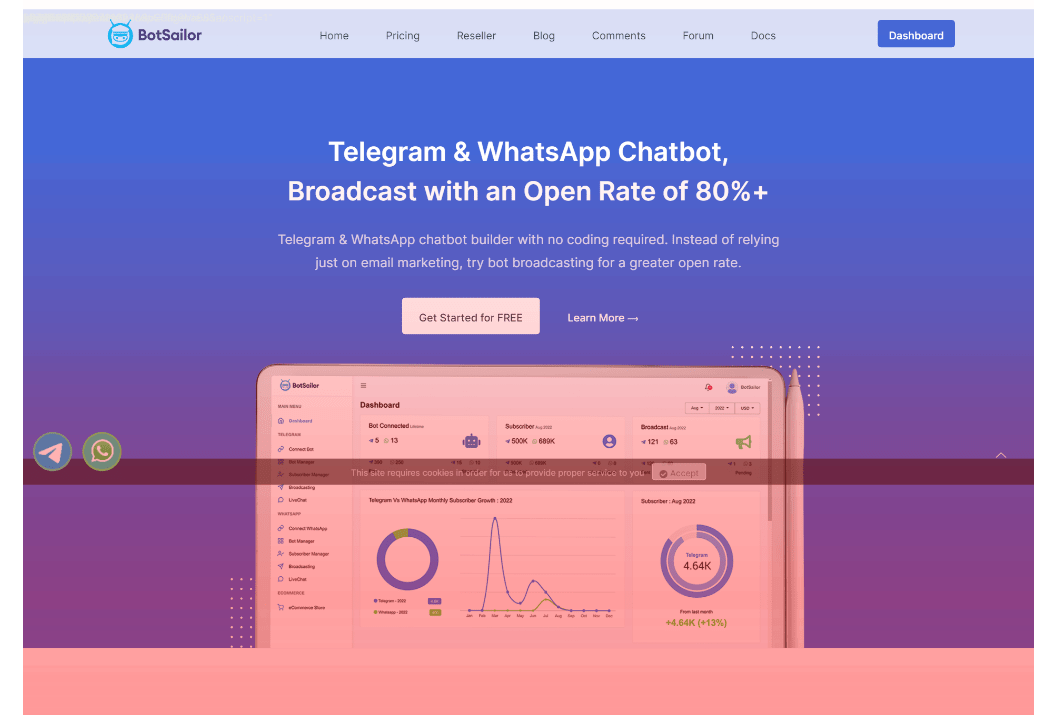 BotSailor
Home
Pricing
Reseller
Blog
Comments
Forum
Docs
Dashboard
Telegram & WhatsApp Chatbot,
Broadcast with an Open Rate of 80%+
Telegram & WhatsApp chatbot builder with no coding required. Instead of relying
just on email marketing, try bot broadcasting for a greater open rate.
Get Started for FREE
Learn More →
BotSailor
BotSailor
MAIN MENU
Dashboard
TELEGRAM
Connect Bot
Bot Manager
Subscriber Manager
Broadcasting
LiveChat
WHATSAPP
Connect WhatsApp
Bot Manager
Subscriber Manager
Broadcasting
LiveChat
ECOMMERCE
eCommerce Store
Dashboard
Aug
2022
USD
Bot Connected
5
13
Subscriber Aug,2022
500K
689K
Broadcast Aug,2022
121
63
Pending
This site requires cookies in order for us to provide proper service to you.
Accept
Telegram Vs WhatsApp Monthly Subscriber Growth : 2022
Telegram - 2022
Whatsapp - 2022
Jan Feb Mar Apr May Jun Jul Aug Sep Oct Nov Dec
Subscriber : Aug 2022
Telegram
4.64K
From last month
+4.64K (+13%)